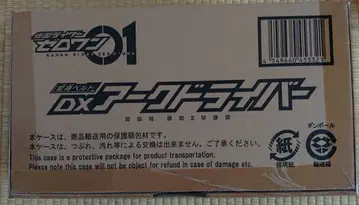 仮面ライダー
ゼロワン 01
変身ベルト
DXアークドライバー
本ケースは、商品輸送用の保護梱包材です。
本ケースは、つぶれ、汚れ等による交換は出来ません。ご了承ください。
This case is a protective package for product transportation.
Please note this case will not be object for refund in case of damage etc.
紙
ダンボール